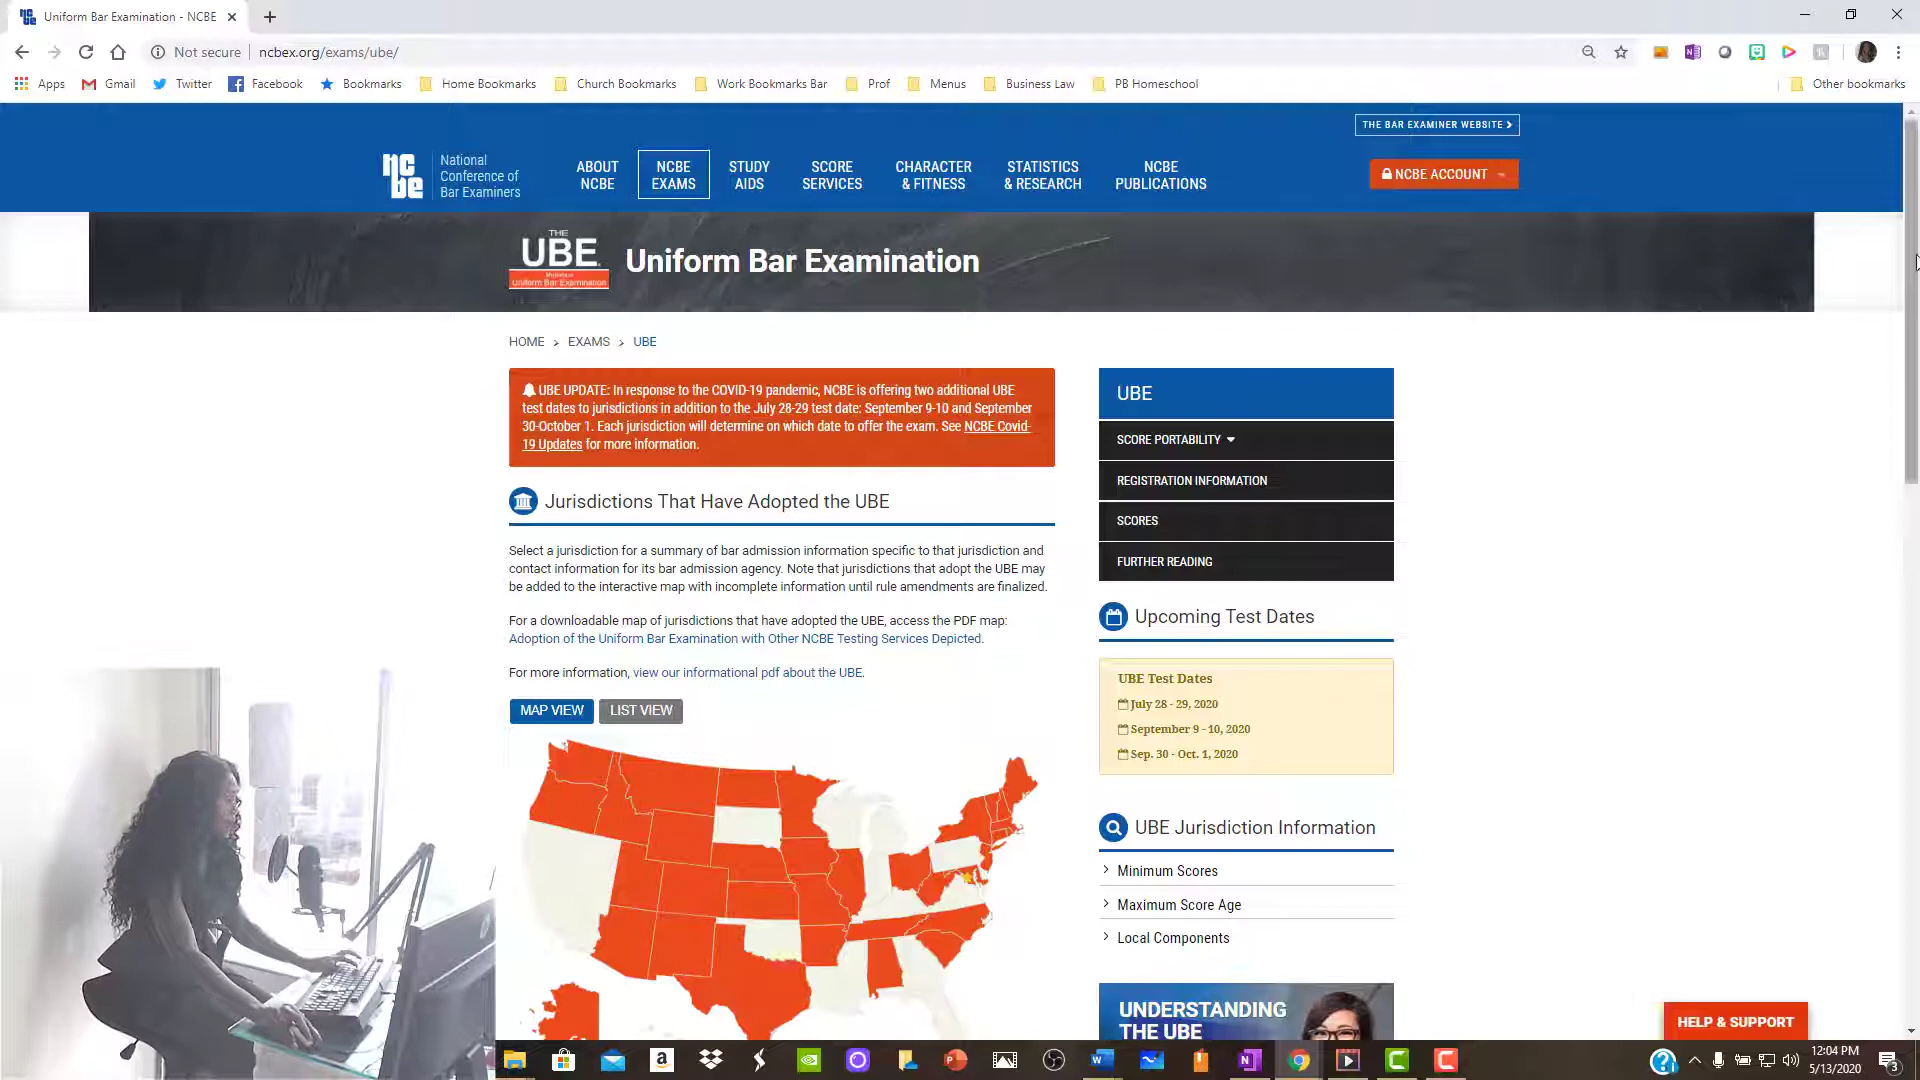 Uniform Bar Examination - NCBE
Not secure
ncbex.org/exams/ube/
Apps
Gmail
Twitter
Facebook
Bookmarks
Home Bookmarks
Church Bookmarks
Work Bookmarks Bar
Prof
Menus
Business Law
PB Homeschool
Other bookmarks
THE BAR EXAMINER WEBSITE
nc
be
National
Conference of
Bar Examiners
ABOUT
NCBE
NCBE
EXAMS
STUDY
AIDS
SCORE
SERVICES
CHARACTER
& FITNESS
STATISTICS
& RESEARCH
NCBE
PUBLICATIONS
NCBE ACCOUNT
THE
UBE
Multistate
Uniform Bar Examination
Uniform Bar Examination
HOME > EXAMS > UBE
UBE UPDATE: In response to the COVID-19 pandemic, NCBE is offering two additional UBE
test dates to jurisdictions in addition to the July 28-29 test date: September 9-10 and September
30-October 1. Each jurisdiction will determine on which date to offer the exam. See NCBE Covid-
19 Updates for more information.
Jurisdictions That Have Adopted the UBE
Select a jurisdiction for a summary of bar admission information specific to that jurisdiction and
contact information for its bar admission agency. Note that jurisdictions that adopt the UBE may
be added to the interactive map with incomplete information until rule amendments are finalized.
For a downloadable map of jurisdictions that have adopted the UBE, access the PDF map:
Adoption of the Uniform Bar Examination with Other NCBE Testing Services Depicted.
For more information, view our informational pdf about the UBE.
MAP VIEW
LIST VIEW
UBE
SCORE PORTABILITY
REGISTRATION INFORMATION
SCORES
FURTHER READING
Upcoming Test Dates
UBE Test Dates
July 28 - 29, 2020
September 9 - 10, 2020
Sep. 30 - Oct. 1, 2020
UBE Jurisdiction Information
Minimum Scores
Maximum Score Age
Local Components
UNDERSTANDING
THE UBE
HELP & SUPPORT
12:04 PM
5/13/2020
3